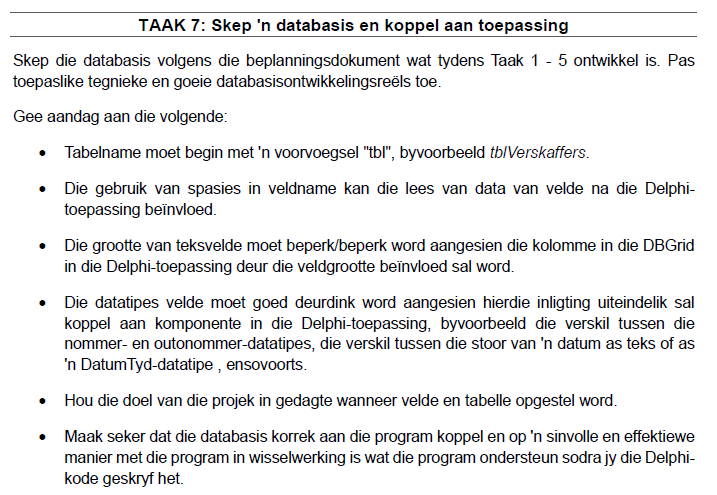 TAAK 7: Skep 'n databasis en koppel aan toepassing
Skep die databasis volgens die beplanningsdokument wat tydens Taak 1 - 5 ontwikkel is. Pas
toepaslike tegnieke en goeie databasisontwikkelingsreëls toe.
Gee aandag aan die volgende:
• Tabelname moet begin met 'n voorvoegsel "tbl", byvoorbeeld tblVerskaffers.
• Die gebruik van spasies in veldname kan die lees van data van velde na die Delphi-
toepassing beïnvloed.
• Die grootte van teksvelde moet beperk/beperk word aangesien die kolomme in die DBGrid
in die Delphi-toepassing deur die veldgrootte beïnvloed sal word.
• Die datatipes velde moet goed deurdink word aangesien hierdie inligting uiteindelik sal
koppel aan komponente in die Delphi-toepassing, byvoorbeeld die verskil tussen die
nommer- en outonommer-datatipes, die verskil tussen die stoor van 'n datum as teks of as
'n DatumTyd-datatipe , ensovoorts.
• Hou die doel van die projek in gedagte wanneer velde en tabelle opgestel word.
• Maak seker dat die databasis korrek aan die program koppel en op 'n sinvolle en effektiewe
manier met die program in wisselwerking is wat die program ondersteun sodra jy die Delphi-
kode geskryf het.